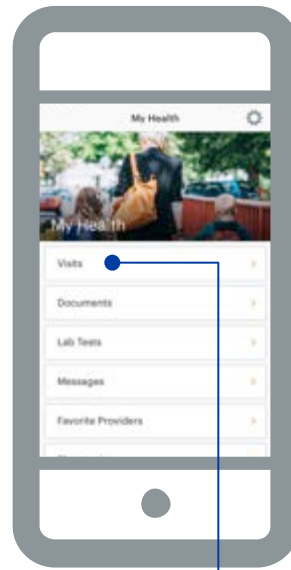 My Health
My Health
Visits
Documents
Lab Tests
Messages
Favorite Providers